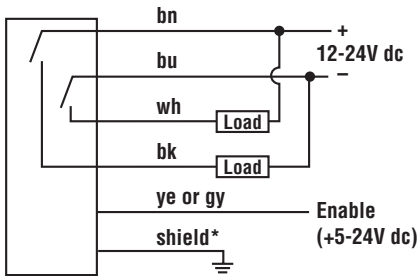 bn
+
12-24V dc
bu
–
wh
Load
bk
Load
ye or gy
Enable
(+5-24V dc)
shield*